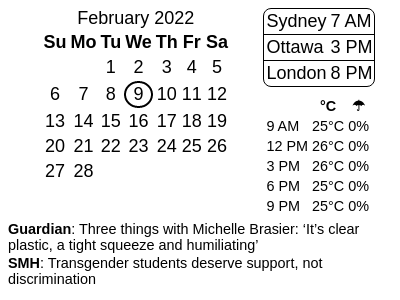 February 2022
Su Mo Tu We Th Fr Sa
1 2 3 4 5
6 7 8 9 10 11 12
13 14 15 16 17 18 19
20 21 22 23 24 25 26
27 28
Sydney 7 AM
Ottawa 3 PM
London 8 PM
°C ☂
9 AM 25°C 0%
12 PM 26°C 0%
3 PM 26°C 0%
6 PM 25°C 0%
9 PM 25°C 0%
Guardian: Three things with Michelle Brasier: ‘It’s clear
plastic, a tight squeeze and humiliating’
SMH: Transgender students deserve support, not
discrimination